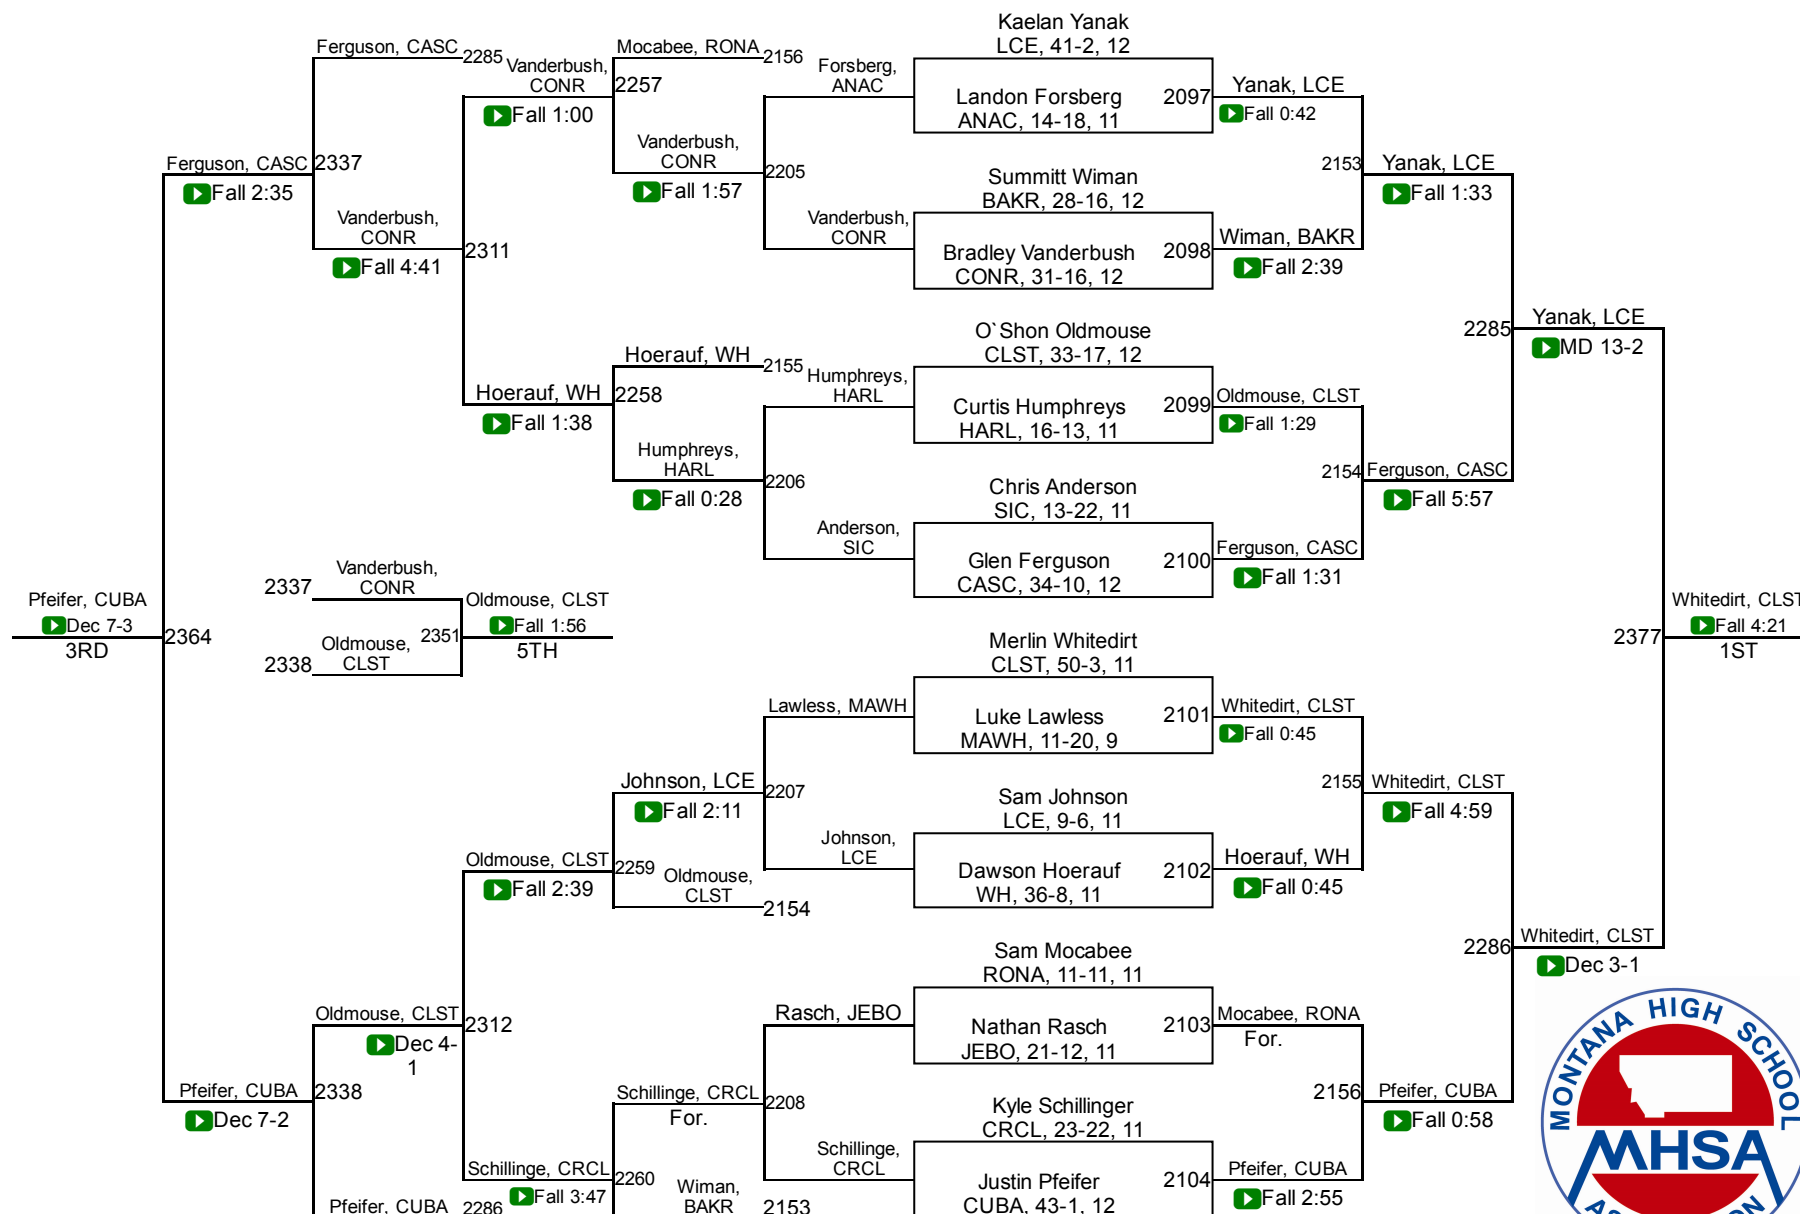 Kaelan Yanak
LCE, 41-2, 12
Ferguson, CASC
2285
Vanderbush,
CONR
Fall 1:00
Mocabee, RONA
2156
2257
Forsberg,
ANAC
Landon Forsberg
ANAC, 14-18, 11
2097
Yanak, LCE
Fall 0:42
Vanderbush,
CONR
Fall 1:57
2205
Ferguson, CASC
Fall 2:35
2337
Summitt Wiman
BAKR, 28-16, 12
2153
Yanak, LCE
Fall 1:33
Vanderbush,
CONR
Fall 4:41
2311
Vanderbush,
CONR
Bradley Vanderbush
CONR, 31-16, 12
2098
Wiman, BAKR
Fall 2:39
O`Shon Oldmouse
CLST, 33-17, 12
2285
Yanak, LCE
MD 13-2
Hoerauf, WH
2155
Hoerauf, WH
Fall 1:38
2258
Humphreys,
HARL
Curtis Humphreys
HARL, 16-13, 11
2099
Oldmouse, CLST
Fall 1:29
Humphreys,
HARL
Fall 0:28
2206
Chris Anderson
SIC, 13-22, 11
2154
Ferguson, CASC
Fall 5:57
Anderson,
SIC
Glen Ferguson
CASC, 34-10, 12
2100
Ferguson, CASC
Fall 1:31
2337
Vanderbush,
CONR
Pfeifer, CUBA
Dec 7-3
3RD
2364
2338
Oldmouse,
CLST
2351
Oldmouse, CLST
Fall 1:56
5TH
Merlin Whitedirt
CLST, 50-3, 11
2377
Whitedirt, CLST
Fall 4:21
1ST
Lawless, MAWH
Luke Lawless
MAWH, 11-20, 9
2101
Whitedirt, CLST
Fall 0:45
Johnson, LCE
Fall 2:11
2207
Sam Johnson
LCE, 9-6, 11
2155
Whitedirt, CLST
Fall 4:59
Oldmouse, CLST
Fall 2:39
2259
Oldmouse,
CLST
2154
Johnson,
LCE
Dawson Hoerauf
WH, 36-8, 11
2102
Hoerauf, WH
Fall 0:45
Sam Mocabee
RONA, 11-11, 11
2286
Whitedirt, CLST
Dec 3-1
Oldmouse, CLST
Dec 4-
1
2312
Rasch, JEBO
Nathan Rasch
JEBO, 21-12, 11
2103
Mocabee, RONA
For.
Pfeifer, CUBA
Dec 7-2
2338
Schillinge, CRCL
For.
2208
Kyle Schillinger
CRCL, 23-22, 11
2156
Pfeifer, CUBA
Fall 0:58
Schillinge, CRCL
Fall 3:47
2260
Schillinge,
CRCL
Justin Pfeifer
CUBA, 43-1, 12
2104
Pfeifer, CUBA
Fall 2:55
Pfeifer, CUBA
2286
Wiman,
BAKR
2153
MONTANA HIGH SCHOOL
MHSA